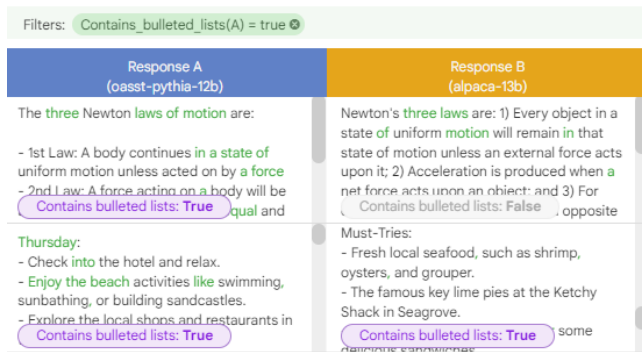 Filters: Contains_bulleted_lists(A) = true
Response A
(oasst-pythia-12b)
Response B
(alpaca-13b)
The three Newton laws of motion are:
- 1st Law: A body continues in a state of
uniform motion unless acted on by a force
- 2nd Law: A force acting on a body will be
equal and
Contains bulleted lists: True
Newton's three laws are: 1) Every object in a
state of uniform motion will remain in that
state of motion unless an external force acts
upon it; 2) Acceleration is produced when a
net force acts upon an object; and 3) For
opposite
Contains bulleted lists: False
Thursday:
- Check into the hotel and relax.
- Enjoy the beach activities like swimming,
sunbathing, or building sandcastles.
- Explore the local shops and restaurants in
Contains bulleted lists: True
Must-Tries:
- Fresh local seafood, such as shrimp,
oysters, and grouper.
- The famous key lime pies at the Ketchy
Shack in Seagrove.
some
delicious sandwiches
Contains bulleted lists: True